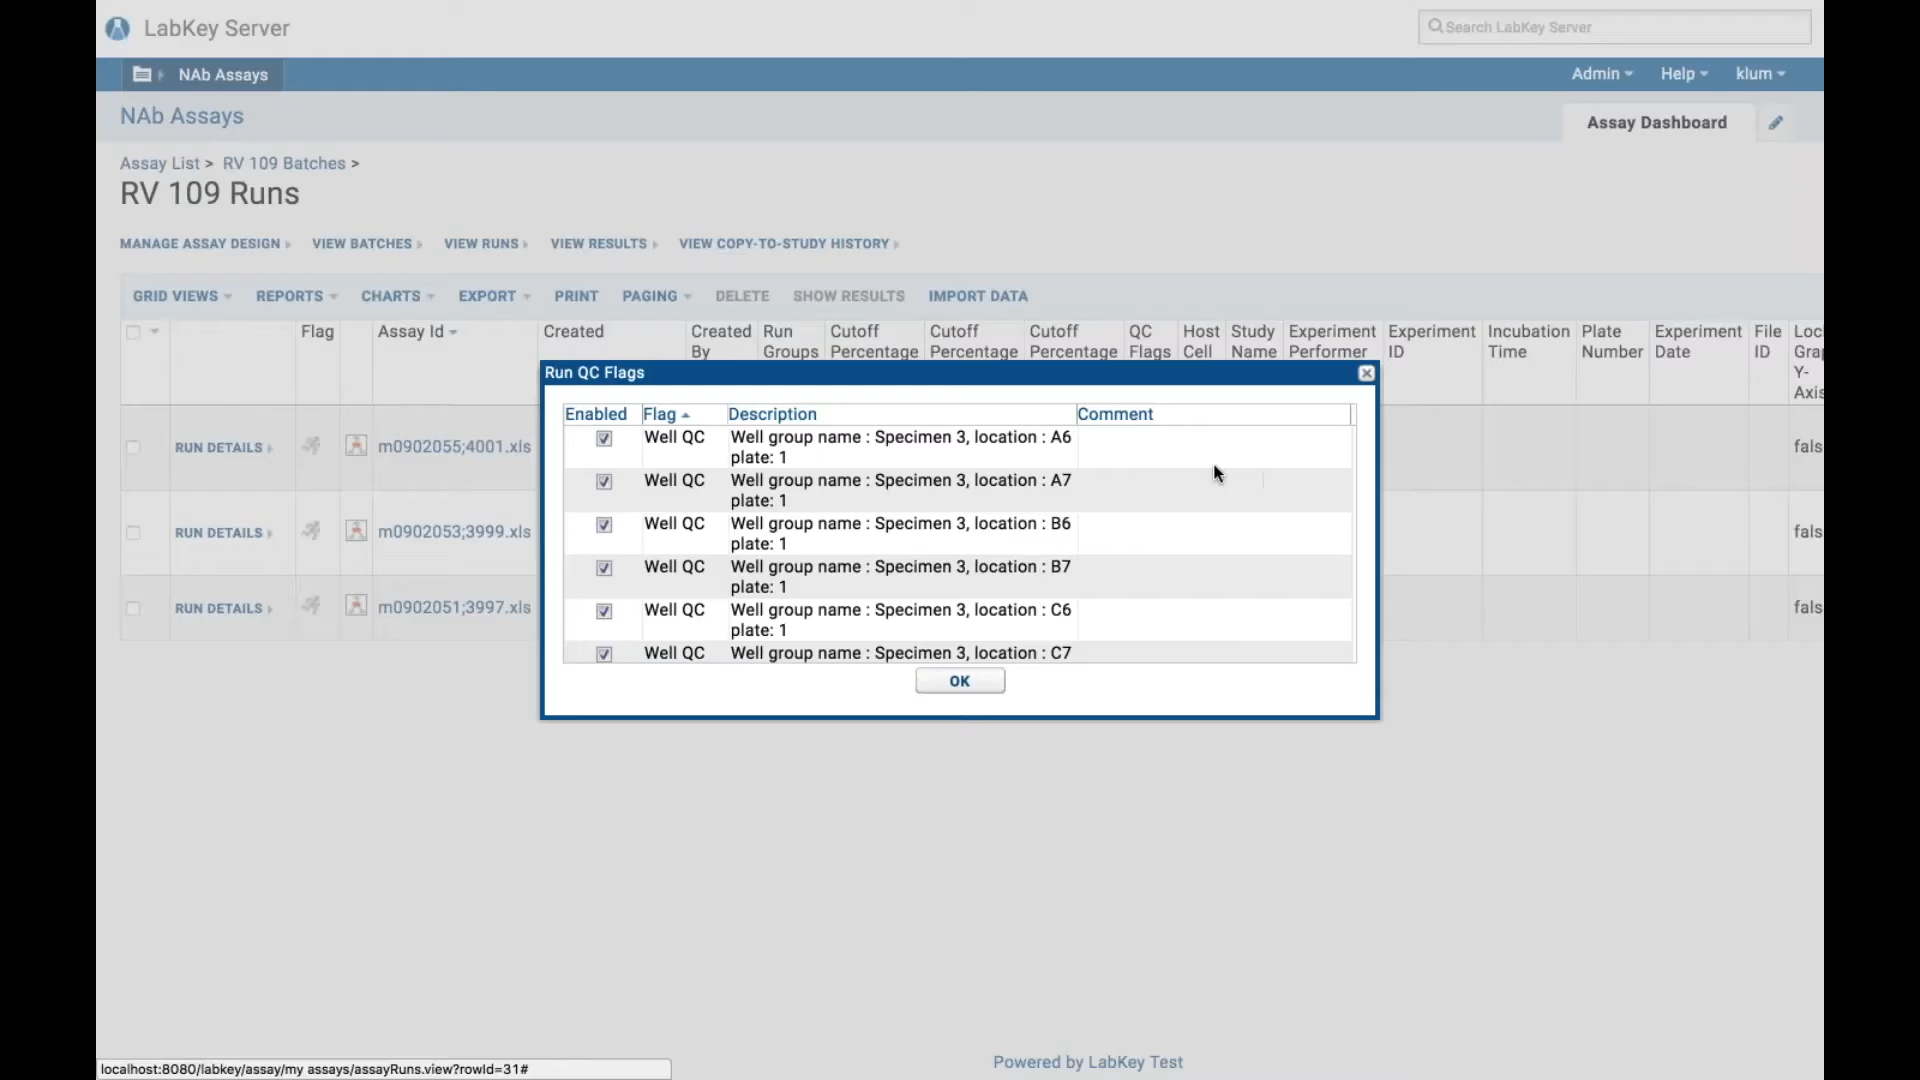 LabKey Server
Search LabKey Server
NAb Assays
Admin
Help
klum
NAb Assays
Assay Dashboard
Assay List > RV 109 Batches >
RV 109 Runs
MANAGE ASSAY DESIGN
VIEW BATCHES
VIEW RUNS
VIEW RESULTS
VIEW COPY-TO-STUDY HISTORY
GRID VIEWS
REPORTS
CHARTS
EXPORT
PRINT
PAGING
DELETE
SHOW RESULTS
IMPORT DATA
Flag
Assay Id
Created
Created
By
Run
Groups
Cutoff
Percentage
Cutoff
Percentage
Cutoff
Percentage
QC
Flags
Host
Cell
Study
Name
Experiment
Performer
Experiment
ID
Incubation
Time
Plate
Number
Experiment
Date
File
ID
Loc
Gra
Y-
Axis
RUN DETAILS
m0902055;4001.xls
fals
RUN DETAILS
m0902053;3999.xls
fals
RUN DETAILS
m0902051;3997.xls
fals
Run QC Flags
Enabled Flag Description Comment
Well QC Well group name : Specimen 3, location : A6
plate: 1
Well QC Well group name : Specimen 3, location : A7
plate: 1
Well QC Well group name : Specimen 3, location : B6
plate: 1
Well QC Well group name : Specimen 3, location : B7
plate: 1
Well QC Well group name : Specimen 3, location : C6
plate: 1
Well QC Well group name : Specimen 3, location : C7
OK
Powered by LabKey Test
localhost:8080/labkey/assay/my assays/assayRuns.view?rowId=31#